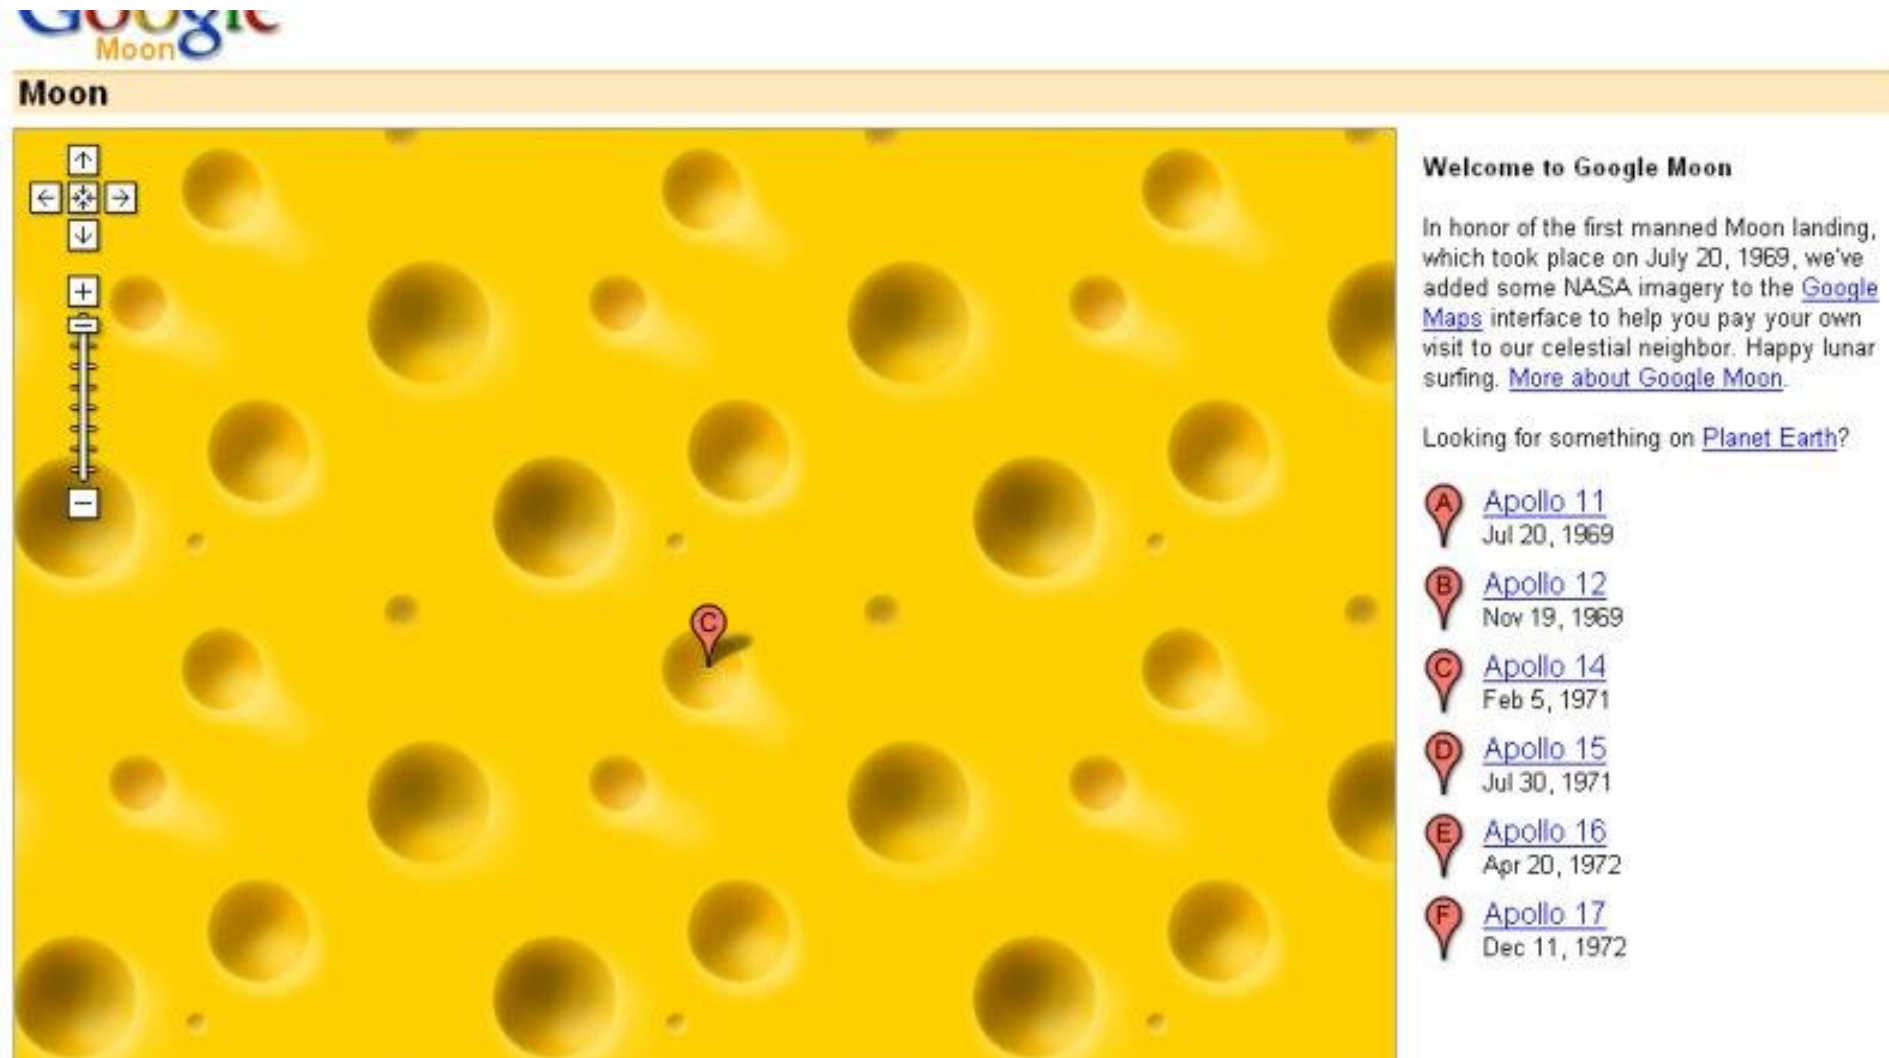 Google
Moon
Moon
Welcome to Google Moon
In honor of the first manned Moon landing,
which took place on July 20, 1969, we've
added some NASA imagery to the Google
Maps interface to help you pay your own
visit to our celestial neighbor. Happy lunar
surfing. More about Google Moon.
Looking for something on Planet Earth?
A Apollo 11
Jul 20, 1969
B Apollo 12
Nov 19, 1969
C Apollo 14
Feb 5, 1971
D Apollo 15
Jul 30, 1971
E Apollo 16
Apr 20, 1972
F Apollo 17
Dec 11, 1972
C